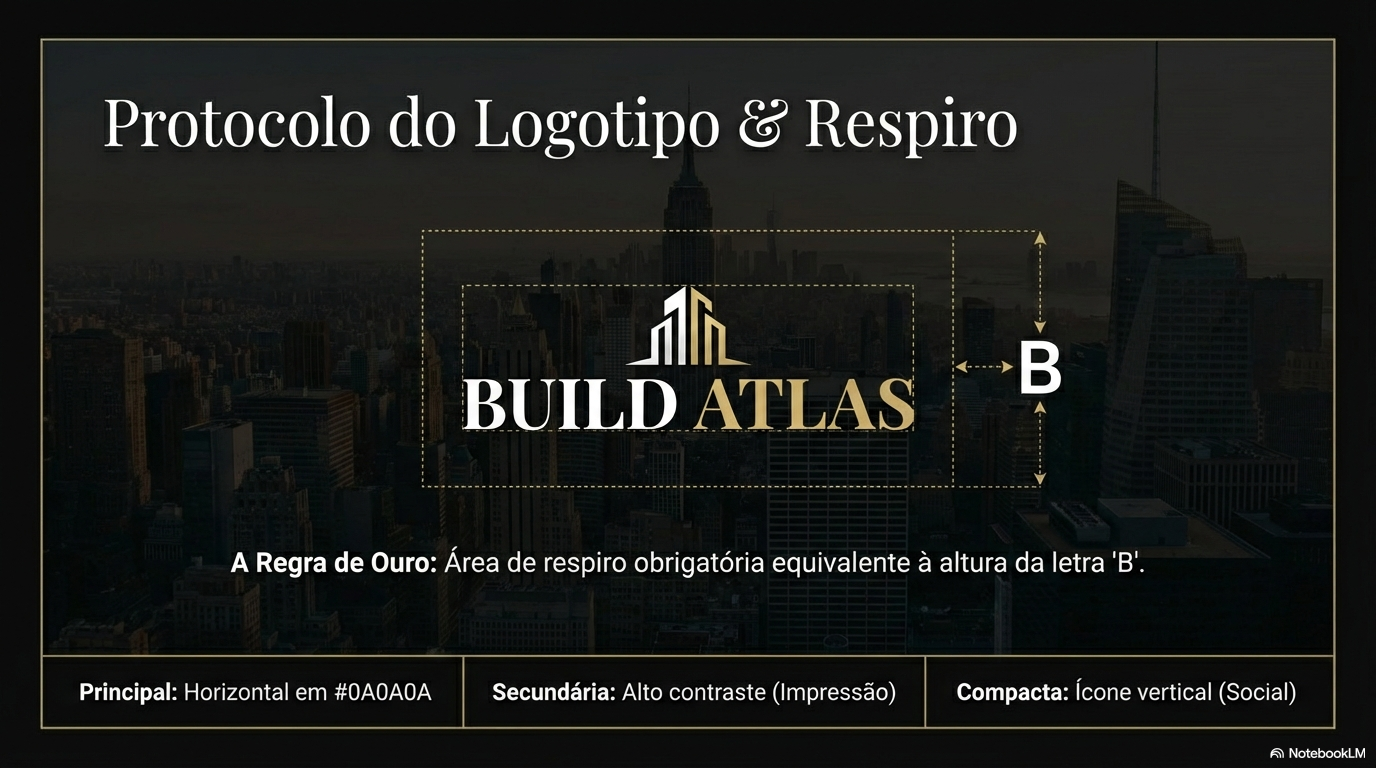 Protocolo do Logotipo & Respiro
BUILD ATLAS
B
A Regra de Ouro: Área de respiro obrigatória equivalente à altura da letra 'B'.
Principal: Horizontal em #0A0A0A
Secundária: Alto contraste (Impressão)
Compacta: Ícone vertical (Social)
NotebookLM